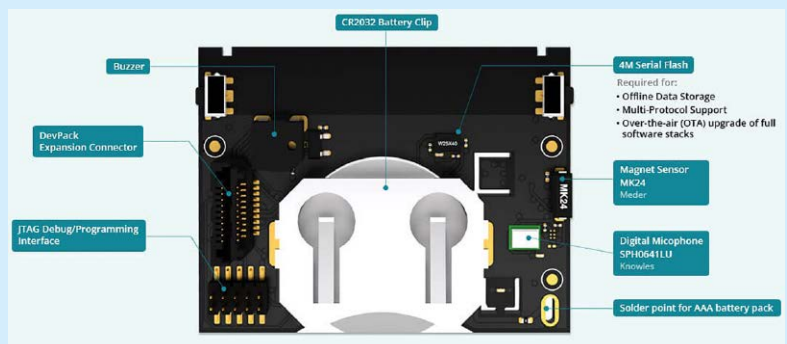 CR2032 Battery Clip
Buzzer
4M Serial Flash
Required for:
• Offline Data Storage
• Multi-Protocol Support
• Over-the-air (OTA) upgrade of full
software stacks
DevPack
Expansion Connector
W25X40
Magnet Sensor
MK24
Meder
MK24
JTAG Debug/Programming
Interface
Digital Micophone
SPH0641LU
Knowles
Solder point for AAA battery pack